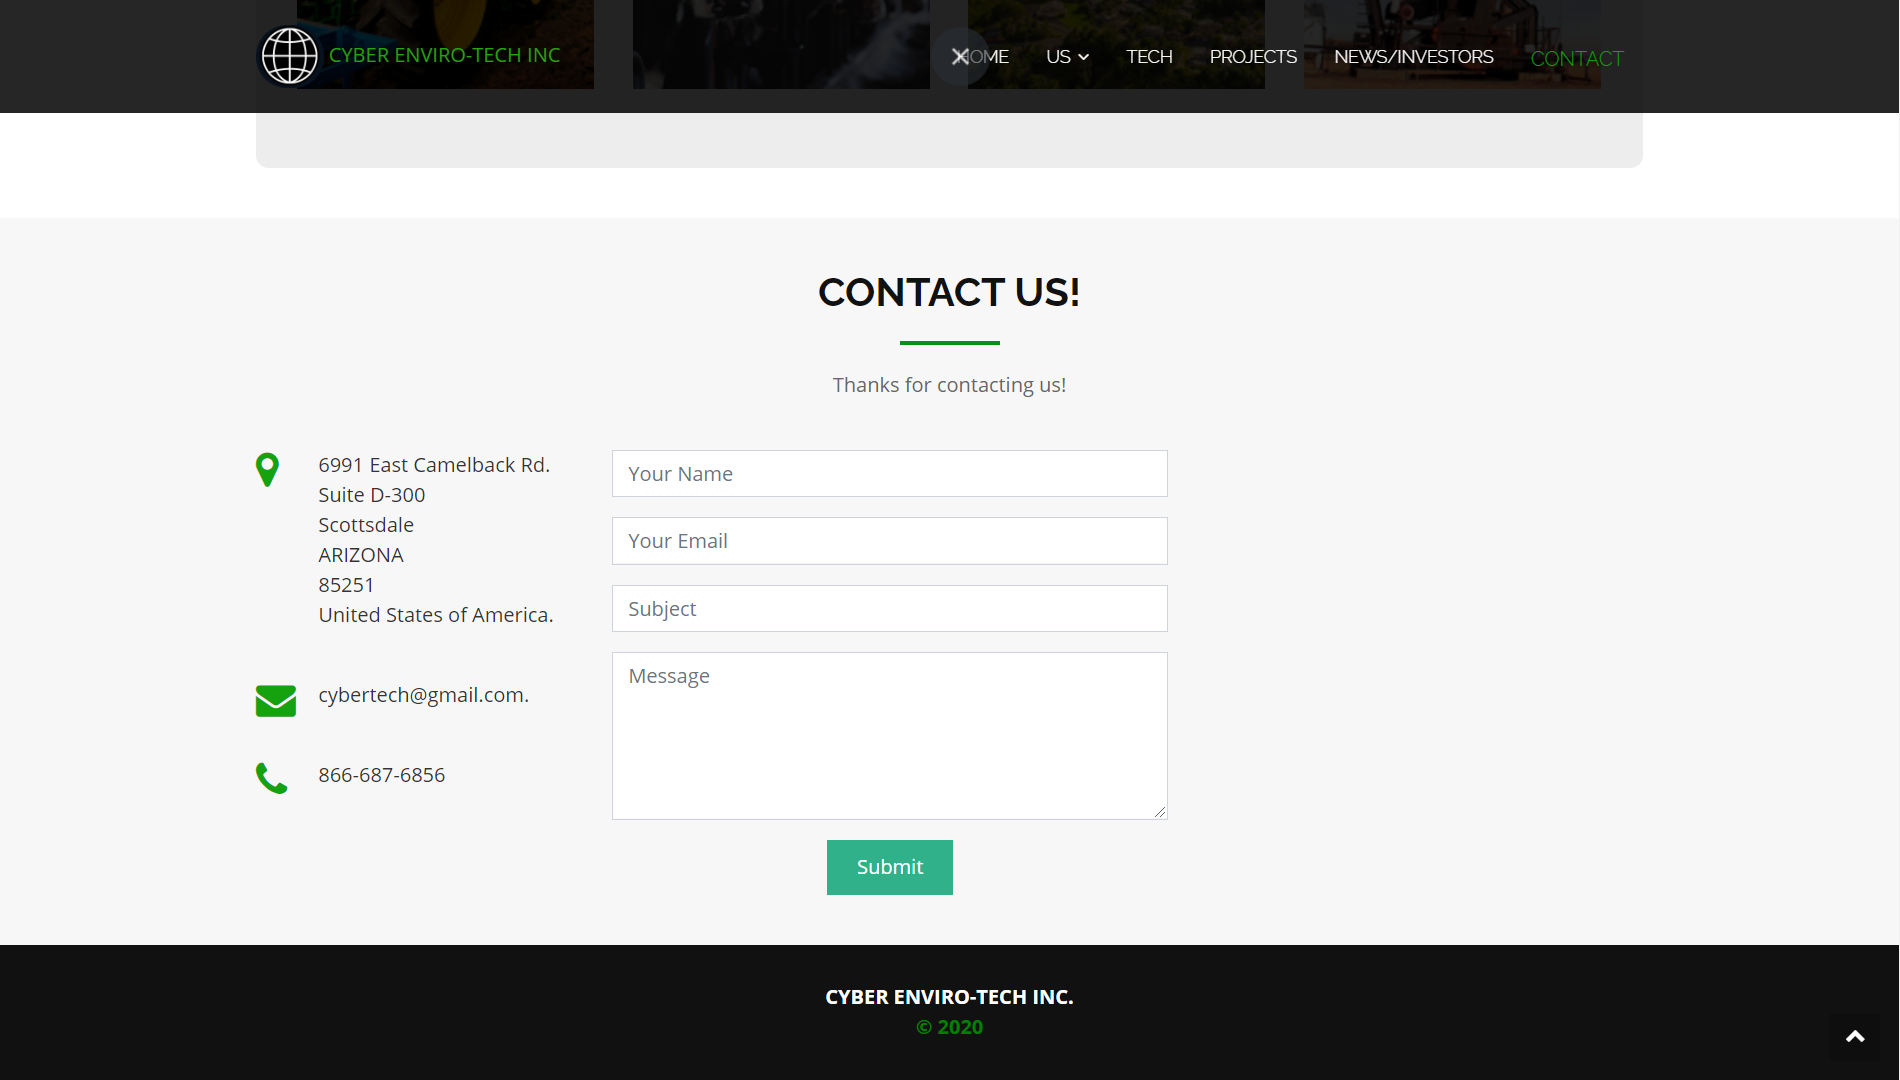 CYBER ENVIRO-TECH INC
HOME
US
TECH
PROJECTS
NEWS/INVESTORS
CONTACT
CONTACT US!
Thanks for contacting us!
6991 East Camelback Rd.
Suite D-300
Scottsdale
ARIZONA
85251
United States of America.
cybertech@gmail.com.
866-687-6856
Your Name
Your Email
Subject
Message
Submit
CYBER ENVIRO-TECH INC.
© 2020